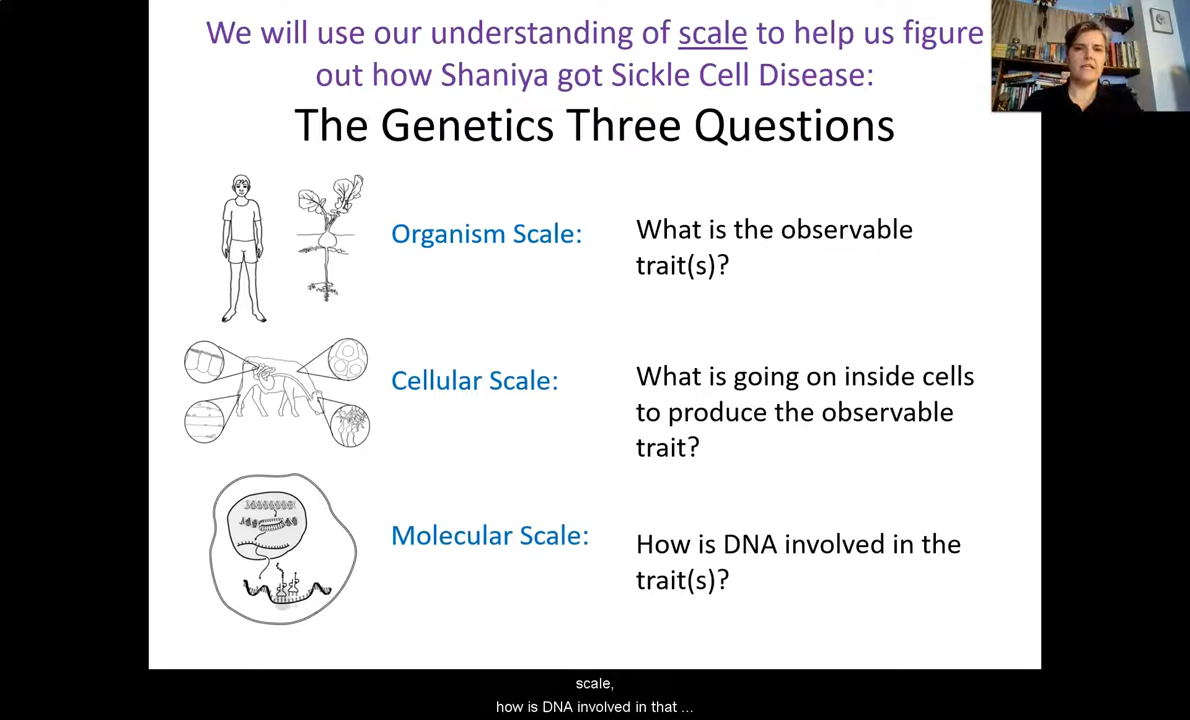 We will use our understanding of scale to help us figure
out how Shaniya got Sickle Cell Disease:
The Genetics Three Questions
Organism Scale:
What is the observable
trait(s)?
Cellular Scale:
What is going on inside cells
to produce the observable
trait?
Molecular Scale:
How is DNA involved in the
trait(s)?
scale,
how is DNA involved in that ...